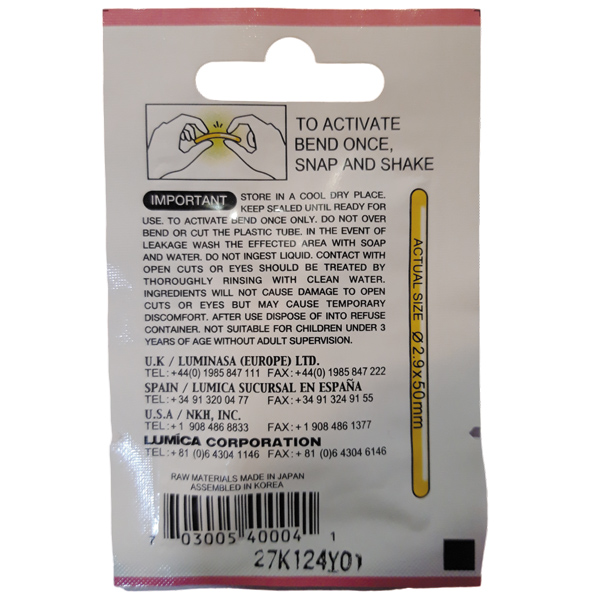 TO ACTIVATE
BEND ONCE,
SNAP AND SHAKE
IMPORTANT STORE IN A COOL DRY PLACE.
KEEP SEALED UNTIL READY FOR
USE. TO ACTIVATE BEND ONCE ONLY. DO NOT OVER
BEND OR CUT THE PLASTIC TUBE. IN THE EVENT OF
LEAKAGE WASH THE EFFECTED AREA WITH SOAP
AND WATER. DO NOT INGEST LIQUID. CONTACT WITH
OPEN CUTS OR EYES SHOULD BE TREATED BY
THOROUGHLY RINSING WITH CLEAN WATER.
INGREDIENTS WILL NOT CAUSE DAMAGE TO OPEN
CUTS OR EYES BUT MAY CAUSE TEMPORARY
DISCOMFORT. AFTER USE DISPOSE OF INTO REFUSE
CONTAINER. NOT SUITABLE FOR CHILDREN UNDER 3
YEARS OF AGE WITHOUT ADULT SUPERVISION.
ACTUAL SIZE Ø 2.9x50mm
U.K / LUMINASA (EUROPE) LTD.
TEL:+44(0) 1985 847 111 FAX:+44(0) 1985 847 222
SPAIN / LUMICA SUCURSAL EN ESPAÑA
TEL:+34 91 320 04 77 FAX:+34 91 324 91 55
U.S.A / NKH, INC.
TEL:+1 908 486 8833 FAX:+1 908 486 1377
LUMICA CORPORATION
TEL:+81 (0)6 4304 1146 FAX:+81 (0)6 4304 6146
RAW MATERIALS MADE IN JAPAN
ASSEMBLED IN KOREA
7 03005 40004 1
27K124Y01